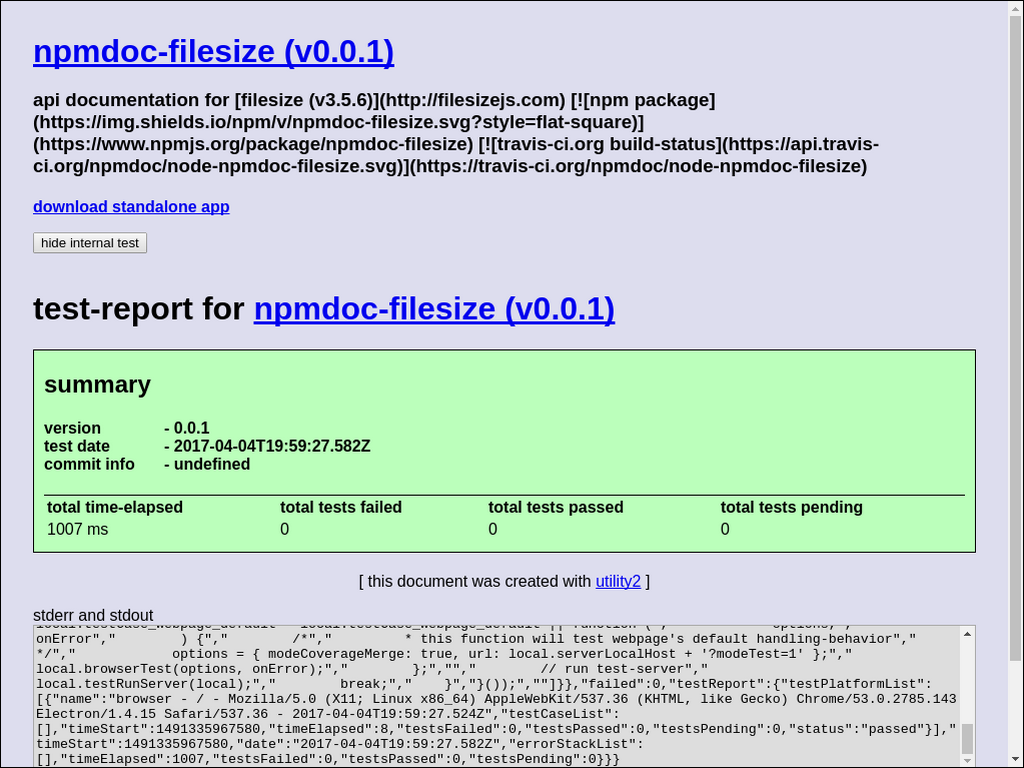 npmdoc-filesize (v0.0.1)
api documentation for [filesize (v3.5.6)](http://filesizejs.com) [![npm package]
(https://img.shields.io/npm/v/npmdoc-filesize.svg?style=flat-square)]
(https://www.npmjs.org/package/npmdoc-filesize) [![travis-ci.org build-status](https://api.travis-
ci.org/npmdoc/node-npmdoc-filesize.svg)](https://travis-ci.org/npmdoc/node-npmdoc-filesize)
download standalone app
hide internal test
test-report for npmdoc-filesize (v0.0.1)
summary
version - 0.0.1
test date - 2017-04-04T19:59:27.582Z
commit info - undefined
total time-elapsed total tests failed total tests passed total tests pending
1007 ms 0 0 0
[ this document was created with utility2 ]
stderr and stdout
local.testCase_webpage_default = local.testCase_webpage_default || function (","            options,","
onError","        ) {","        /*","         * this function will test webpage's default handling-behavior","
*/","            options = { modeCoverageMerge: true, url: local.serverLocalHost + '?modeTest=1' };","
local.browserTest(options, onError);","        };","","        // run test-server","
local.testRunServer(local);","        break;","    }","}());",""]}},"failed":0,"testReport":{"testPlatformList":
[{"name":"browser - / - Mozilla/5.0 (X11; Linux x86_64) AppleWebKit/537.36 (KHTML, like Gecko) Chrome/53.0.2785.143
Electron/1.4.15 Safari/537.36 - 2017-04-04T19:59:27.524Z","testCaseList":
[],"timeStart":1491335967580,"timeElapsed":8,"testsFailed":0,"testsPassed":0,"testsPending":0,"status":"passed"}],"
timeStart":1491335967580,"date":"2017-04-04T19:59:27.582Z","errorStackList":
[],"timeElapsed":1007,"testsFailed":0,"testsPassed":0,"testsPending":0}}}